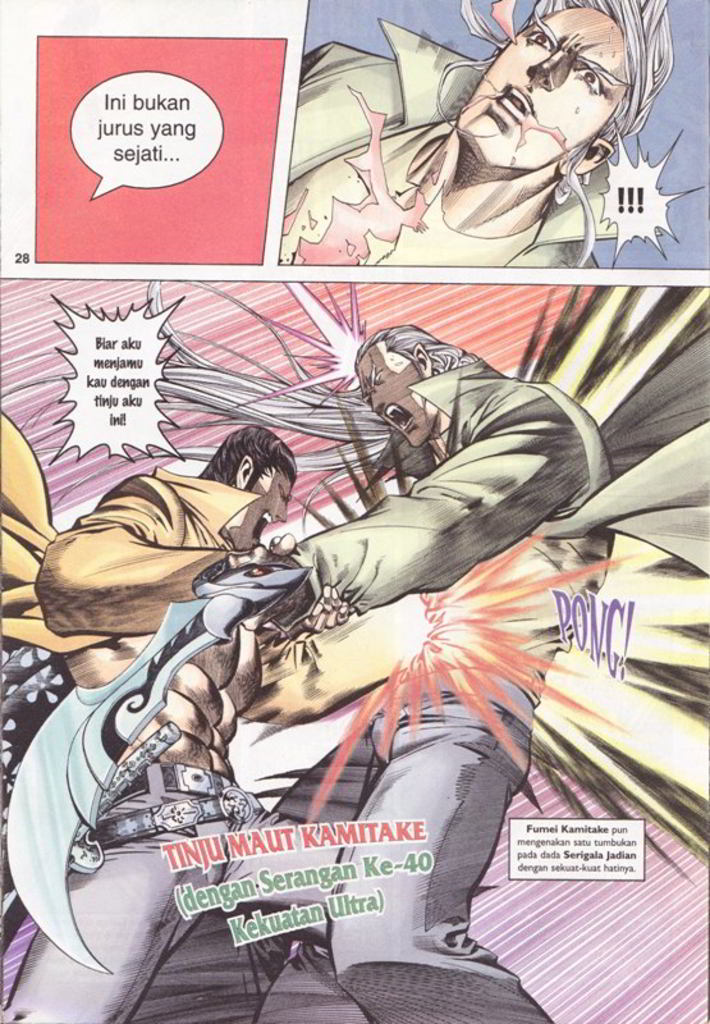 Ini bukan
jurus yang
sejati...
!!!
28
Biar aku
menjamu
kau dengan
tinju aku
ini!
PONG!
TINJU MAUT KAMITAKE
(dengan Serangan Ke-40
Kekuatan Ultra)
Fumei Kamitake pun
mengenakan satu tumbukan
pada dada Serigala Jadian
dengan sekuat-kuat hatinya.